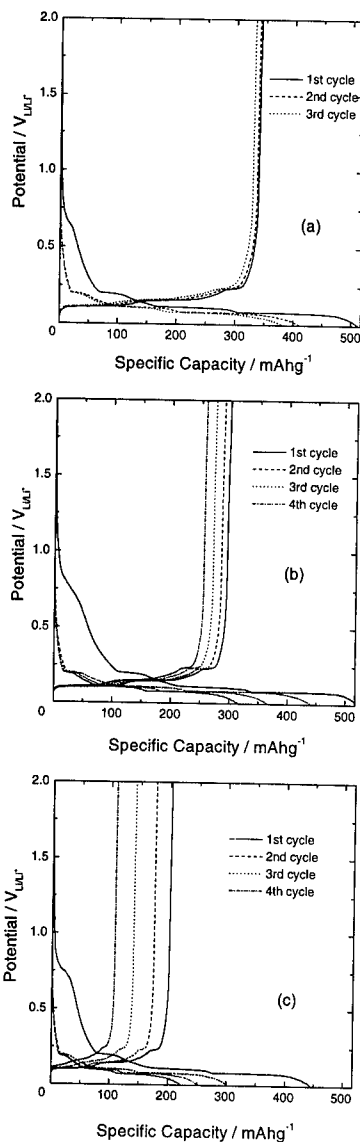 2.0
1.5
1.0
0.5
0
Potential / V Li/Li+
1st cycle
2nd cycle
3rd cycle
(a)
0 100 200 300 400 500
Specific Capacity / mAhg-1
2.0
1.5
1.0
0.5
0
Potential / V Li/Li+
1st cycle
2nd cycle
3rd cycle
4th cycle
(b)
100 200 300 400 500
Specific Capacity / mAhg-1
2.0
1.5
1.0
0.5
0
Potential / V Li/Li+
1st cycle
2nd cycle
3rd cycle
4th cycle
(c)
0 100 200 300 400 500
Specific Capacity / mAhg-1